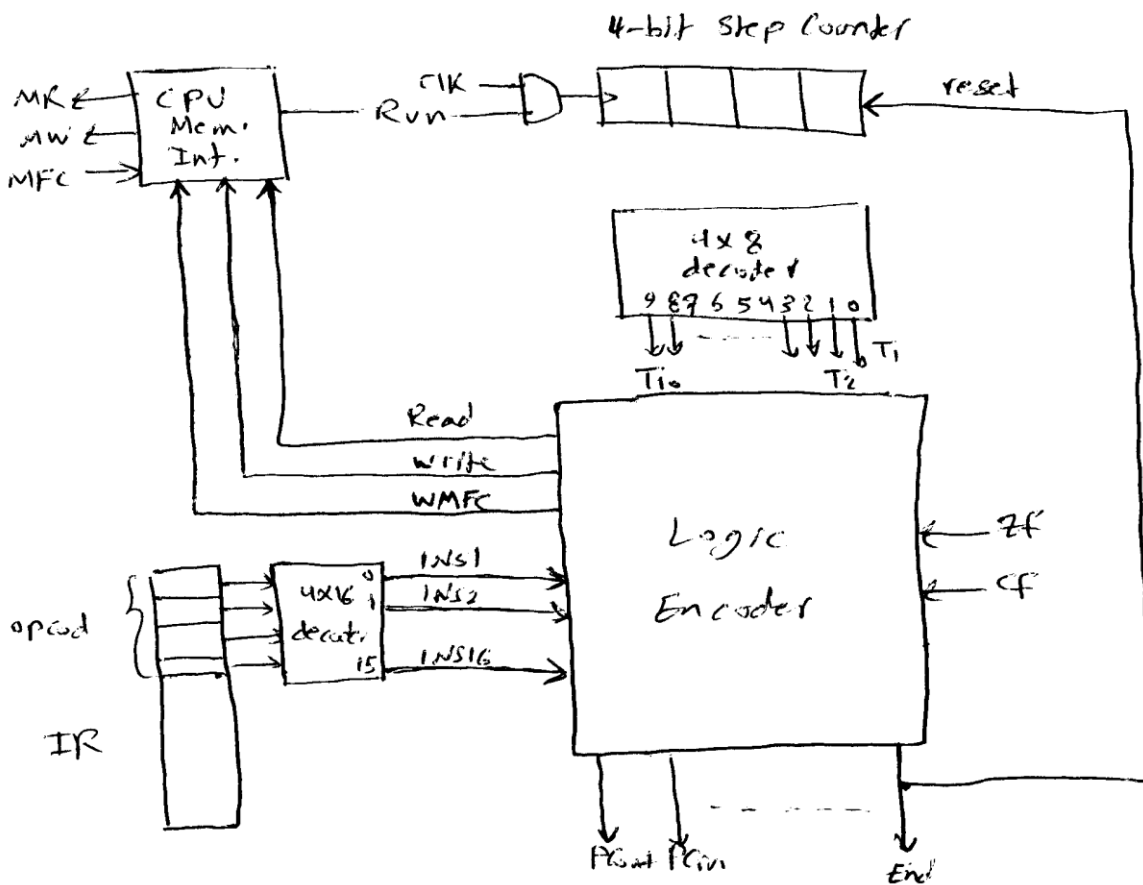 4-bit Step Counter
CPU
Mem.
Int.
MR
MW
MFC
CLK
Run
reset
4x8
decoder
9 8 7 6 5 4 3 2 1 0
T10
T2
T1
Read
Write
WMFC
Logic
Encoder
ZF
CF
opcod
IR
4x16
0
1
15
INS1
INS2
INS16
PCout PCin
End